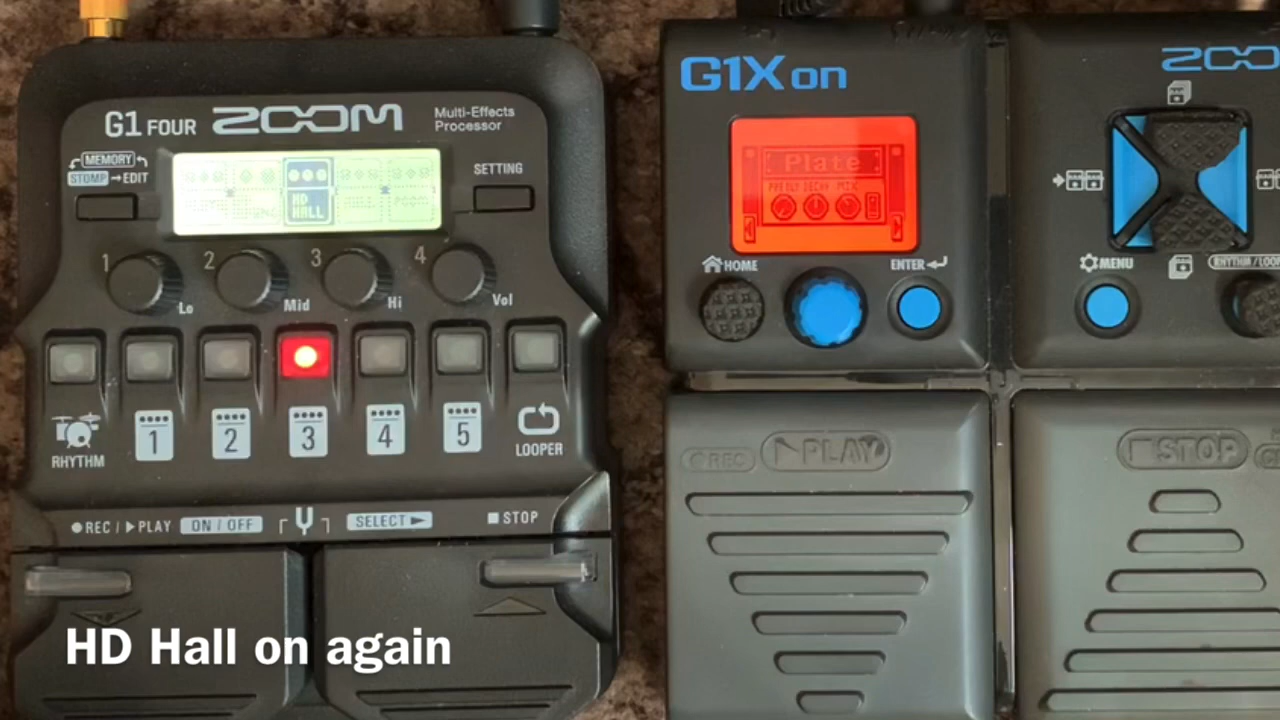 G1 FOUR ZOOM Multi-Effects
Processor
MEMORY
STOMP → EDIT
SETTING
HD
HALL
1 2 3 4
Lo Mid Hi Vol
1 2 3 4 5
RHYTHM
LOOPER
●REC / ▶PLAY ON / OFF SELECT▶ ■STOP
HD Hall on again
G1X on
Plate
PRE DLY DECAY MIX
HOME
ENTER
MENU
REC
▶PLAY
■STOP